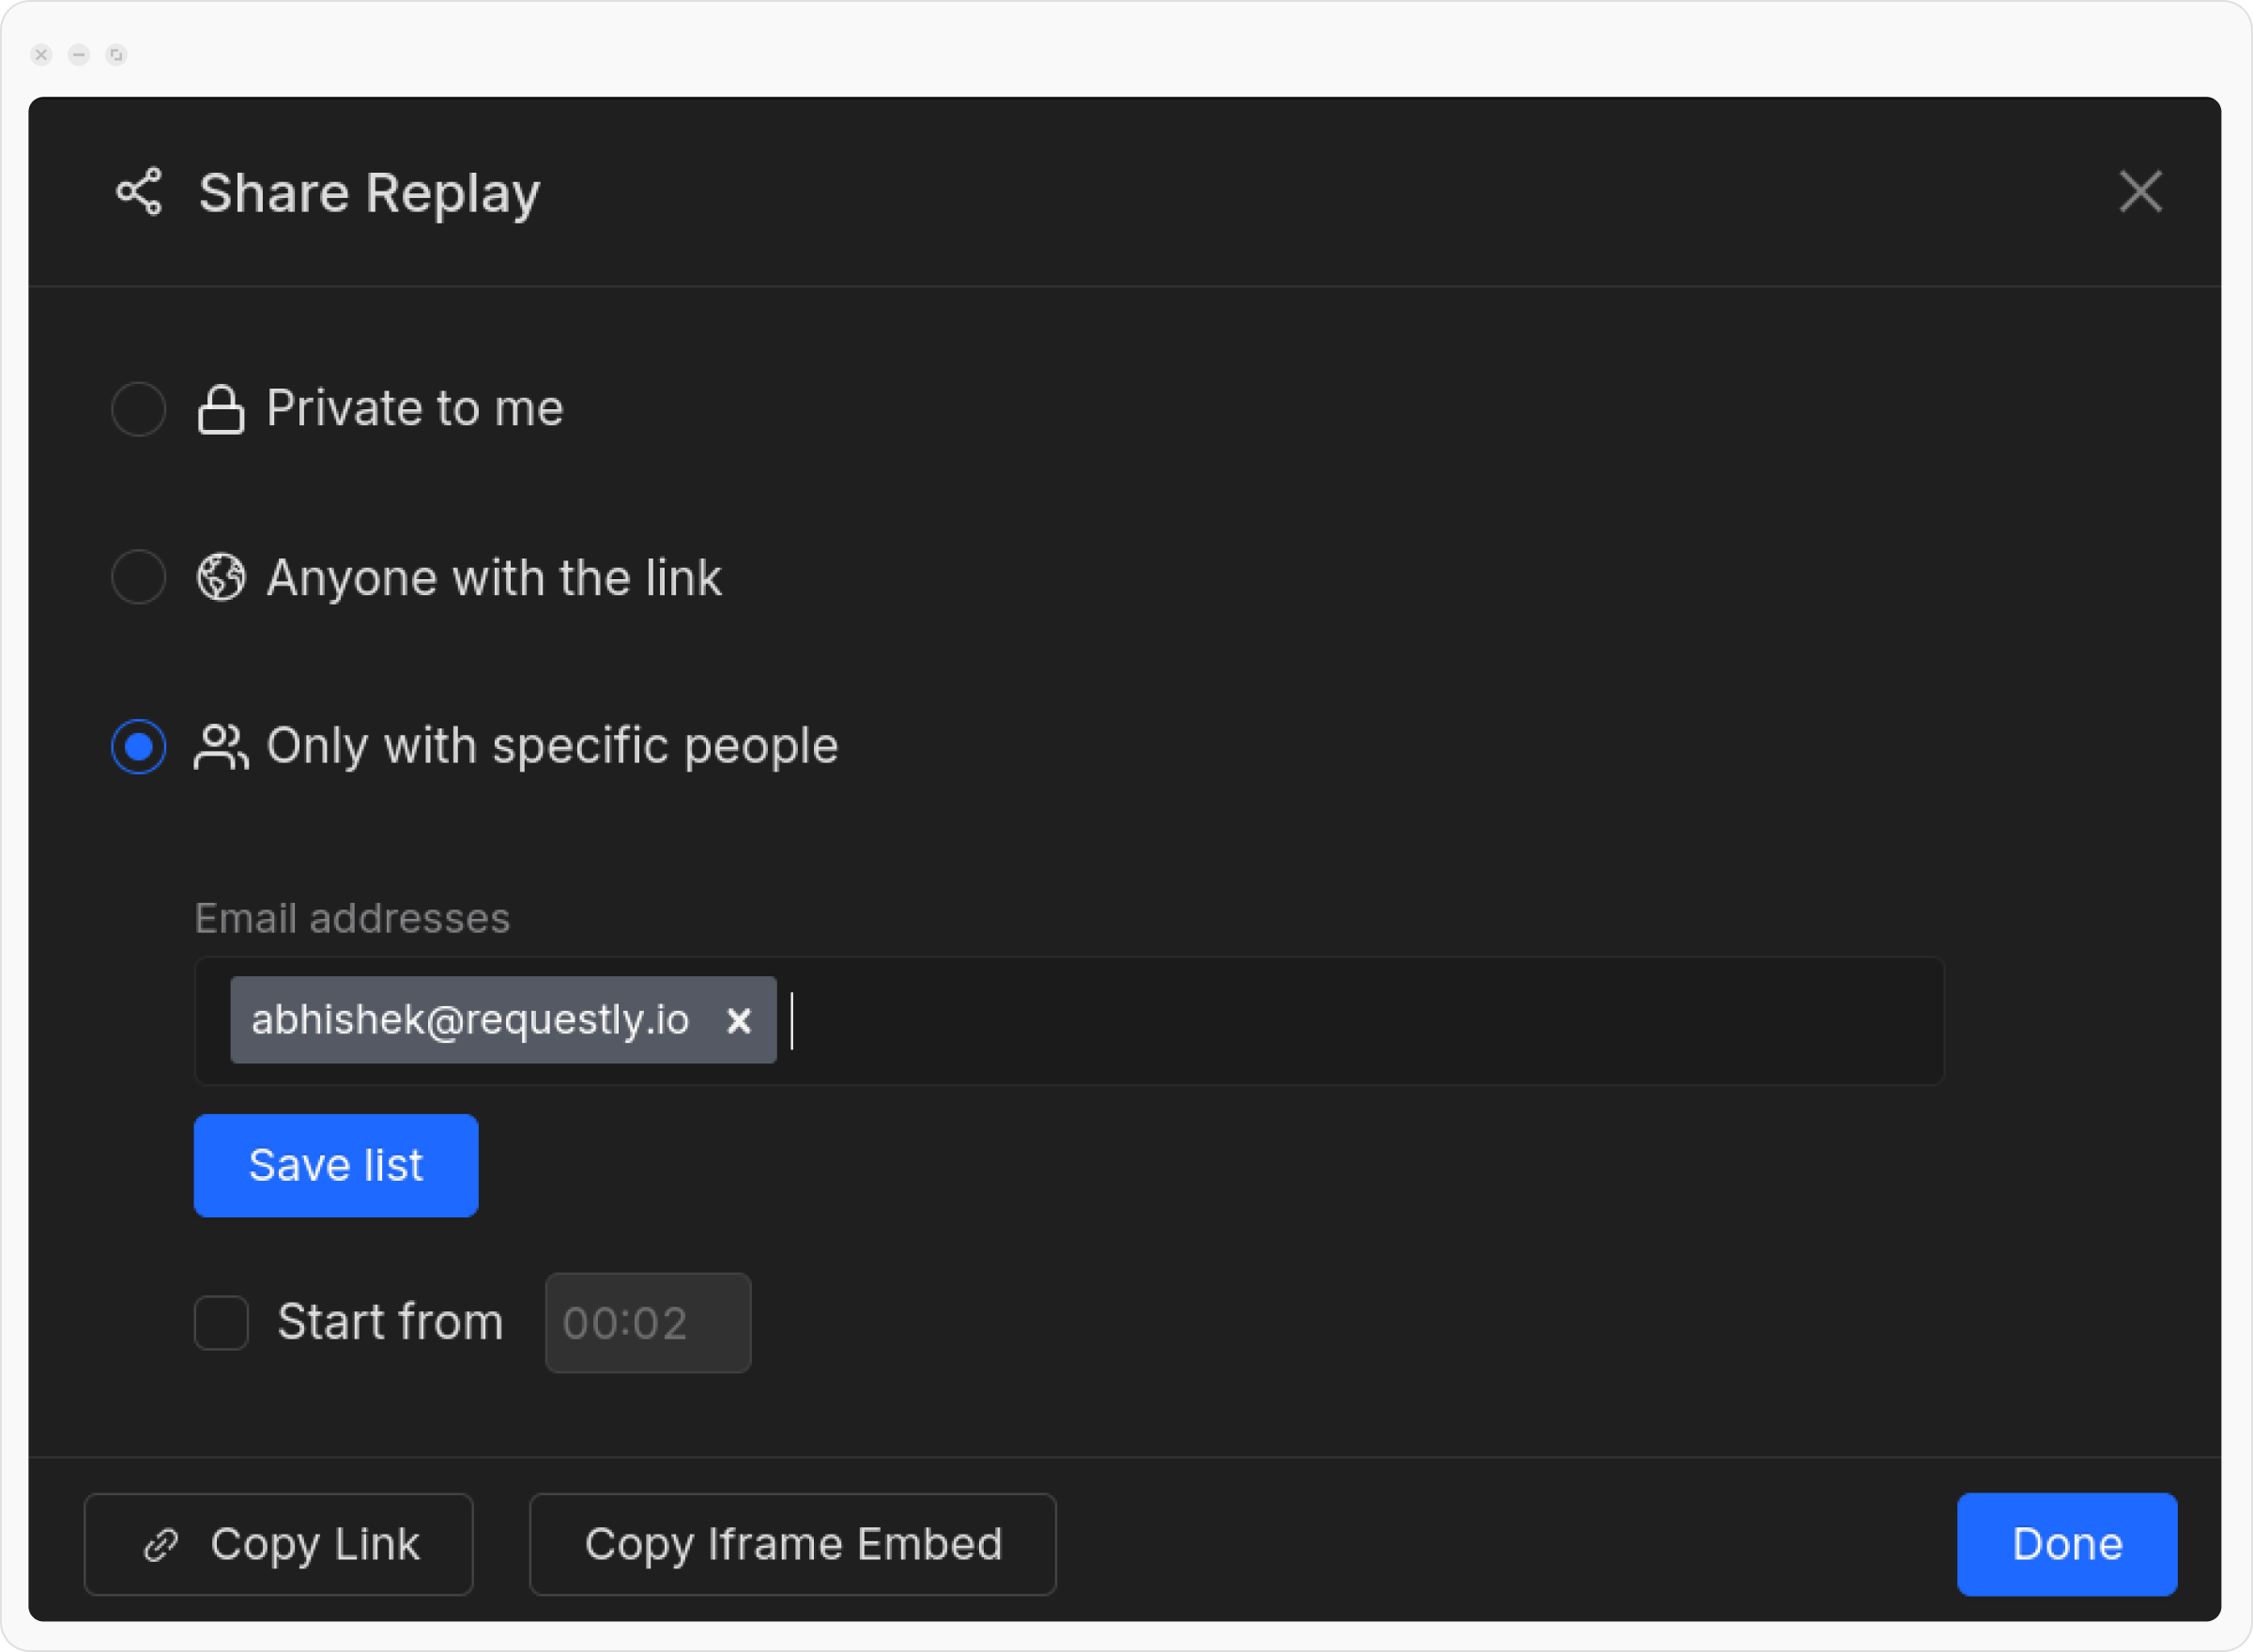 Share Replay
Private to me
Anyone with the link
Only with specific people
Email addresses
abhishek@requestly.io
Save list
Start from 00:02
Copy Link Copy Iframe Embed Done